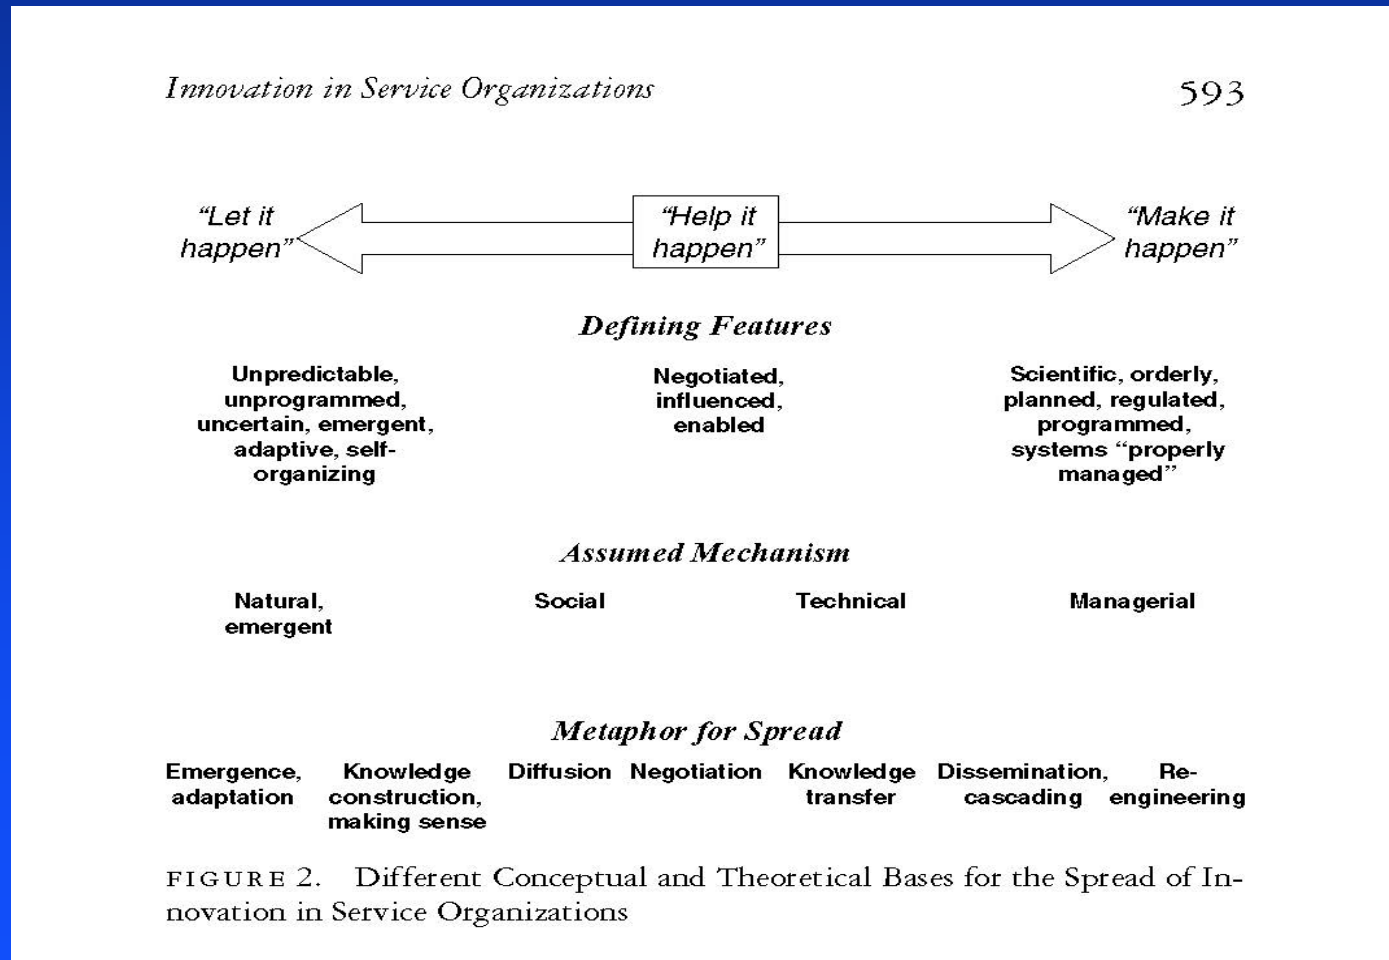 Innovation in Service Organizations 593
“Let it “Help it “Make it
happen” happen” happen”
Defining Features
Unpredictable, Negotiated, Scientific, orderly,
unprogrammed, influenced, planned, regulated,
uncertain, emergent, enabled programmed,
adaptive, self- systems “properly
organizing managed”
Assumed Mechanism
Natural, Social Technical Managerial
emergent
Metaphor for Spread
Emergence, Knowledge Diffusion Negotiation Knowledge Dissemination, Re-
adaptation construction, transfer cascading engineering
making sense
FIGURE 2. Different Conceptual and Theoretical Bases for the Spread of In-
novation in Service Organizations